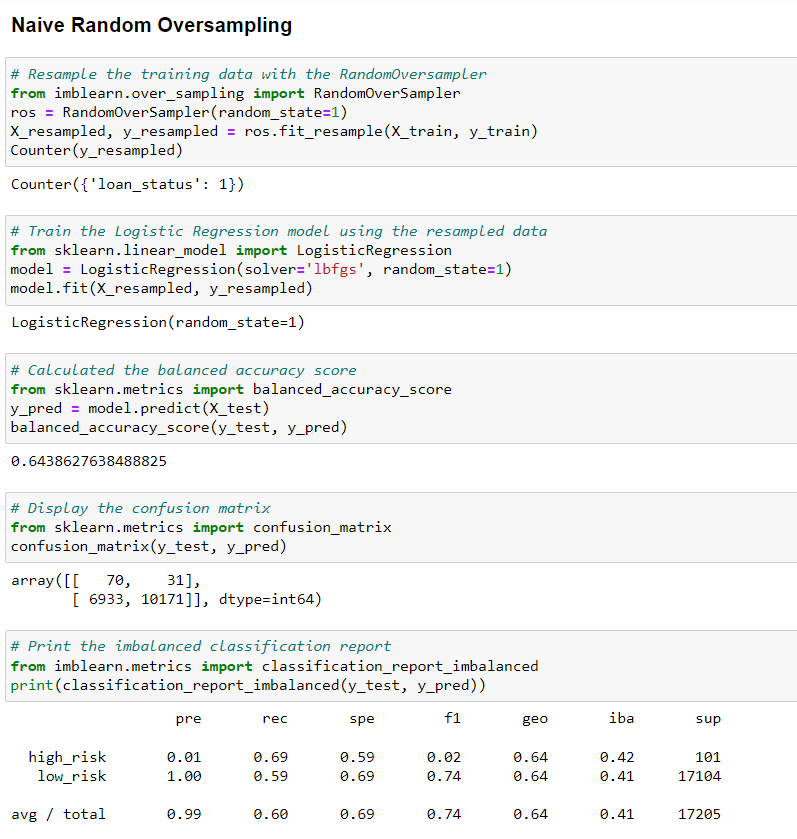 Naive Random Oversampling
# Resample the training data with the RandomOversampler
from imblearn.over_sampling import RandomOverSampler
ros = RandomOverSampler(random_state=1)
X_resampled, y_resampled = ros.fit_resample(X_train, y_train)
Counter(y_resampled)
Counter({'loan_status': 1})
# Train the Logistic Regression model using the resampled data
from sklearn.linear_model import LogisticRegression
model = LogisticRegression(solver='lbfgs', random_state=1)
model.fit(X_resampled, y_resampled)
LogisticRegression(random_state=1)
# Calculated the balanced accuracy score
from sklearn.metrics import balanced_accuracy_score
y_pred = model.predict(X_test)
balanced_accuracy_score(y_test, y_pred)
0.6438627638488825
# Display the confusion matrix
from sklearn.metrics import confusion_matrix
confusion_matrix(y_test, y_pred)
array([[   70,    31],
       [ 6933, 10171]], dtype=int64)
# Print the imbalanced classification report
from imblearn.metrics import classification_report_imbalanced
print(classification_report_imbalanced(y_test, y_pred))
                   pre       rec       spe        f1       geo       iba       sup
  high_risk       0.01      0.69      0.59      0.02      0.64      0.42       101
   low_risk       1.00      0.59      0.69      0.74      0.64      0.41     17104
avg / total       0.99      0.60      0.69      0.74      0.64      0.41     17205